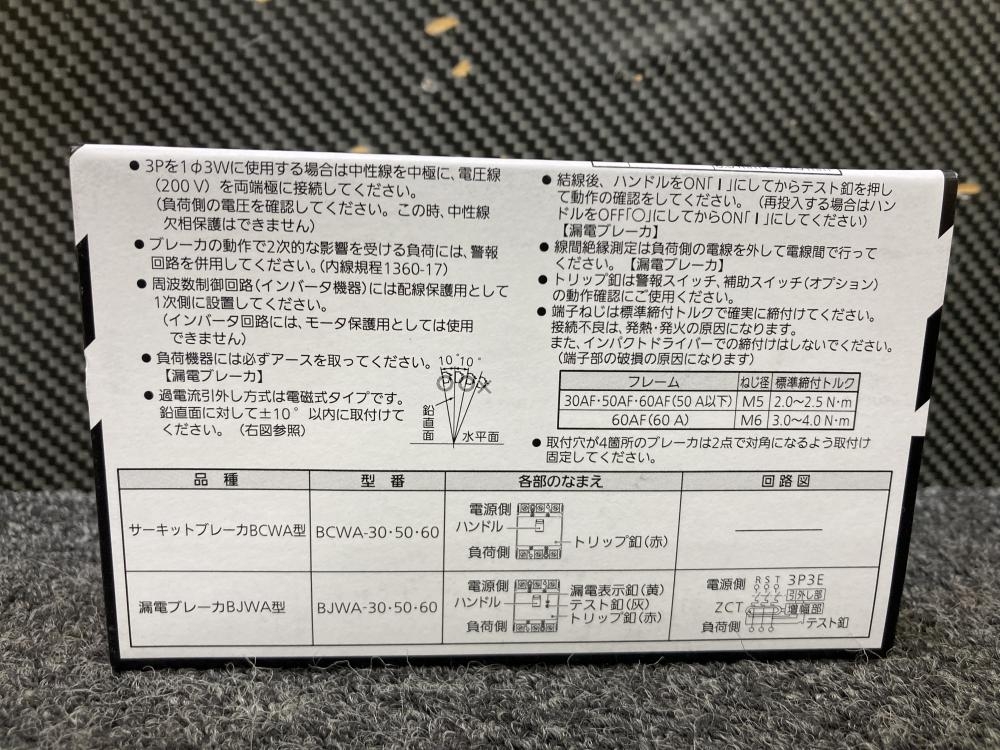 ● 3Pを1φ3Wに使用する場合は中性線を中極に、電圧線
(200V)を両端極に接続してください。
(負荷側の電圧を確認してください。この時、中性線
欠相保護はできません)
● ブレーカの動作で2次的な影響を受ける負荷には、警報
回路を併用してください。(内線規程1360-17)
● 周波数制御回路(インバータ機器)には配線保護用として
1次側に設置してください。
(インバータ回路には、モータ保護用としては使用
できません)
● 負荷機器には必ずアースを取ってください。
【漏電ブレーカ】
● 過電流引外し方式は電磁式タイプです。
鉛直面に対して±10°以内に取付けて
ください。(右図参照)
10°10°
鉛直面
水平面
● 結線後、ハンドルをON「I」にしてからテスト釦を押し
て動作の確認をしてください。(再投入する場合はハン
ドルをOFF「○」にしてからON「I」にしてください)
【漏電ブレーカ】
● 線間絶縁測定は負荷側の電線を外して電線間で行って
ください。【漏電ブレーカ】
● トリップ釦は警報スイッチ、補助スイッチ(オプション)
の動作確認にご使用ください。
● 端子ねじは標準締付トルクで確実に締付けてください。
接続不良は、発熱・発火の原因になります。
また、インパクトドライバーでの締付けはしないでください。
(端子部の破損の原因になります)
フレーム ねじ径 標準締付トルク
30AF・50AF・60AF(50A以下) M5 2.0～2.5N・m
60AF(60A) M6 3.0～4.0N・m
● 取付穴が4箇所のブレーカは2点で対角になるよう取付け
固定してください。
品種 型番 各部のなまえ 回路図
サーキットブレーカBCWA型 BCWA-30・50・60
電源側
ハンドル
トリップ釦(赤)
負荷側
漏電ブレーカBJWA型 BJWA-30・50・60
電源側 漏電表示釦(黄)
ハンドル テスト釦(灰)
トリップ釦(赤)
負荷側
電源側 R S T 3P3E
引外し部
ZCT 増幅部
負荷側 テスト釦